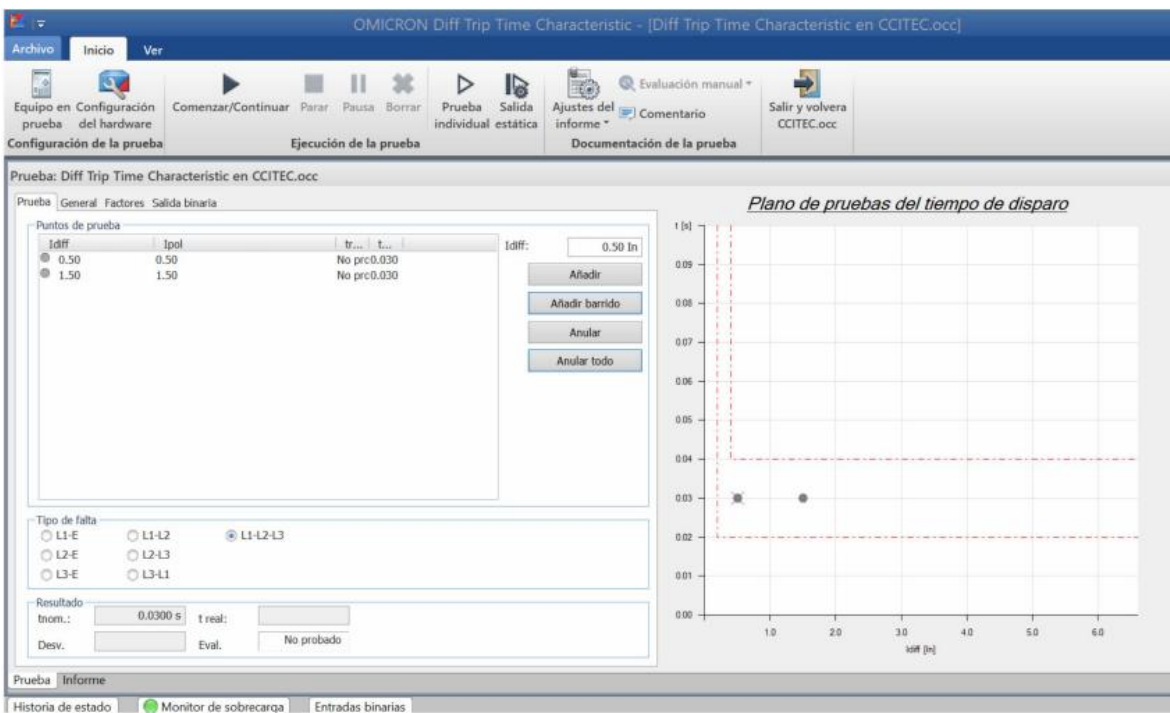 OMICRON Diff Trip Time Characteristic - [Diff Trip Time Characteristic en CCITEC.occ]
Archivo Inicio Ver
Equipo en prueba
Configuración del hardware
Comenzar/Continuar
Parar
Pausa
Borrar
Prueba individual
Salida estática
Ajustes del informe
Evaluación manual
Comentario
Salir y volvera CCITEC.occ
Configuración de la prueba
Ejecución de la prueba
Documentación de la prueba
Prueba: Diff Trip Time Characteristic en CCITEC.occ
Prueba General Factores Salida binaria
Puntos de prueba
Idiff Ipol tr... t...
0.50 0.50 No prc 0.030
1.50 1.50 No prc 0.030
Idiff: 0.50 In
Añadir
Añadir barrido
Anular
Anular todo
Tipo de falta
L1-E L1-L2 L1-L2-L3
L2-E L2-L3
L3-E L3-L1
Resultado
tnom.: 0.0300 s t real:
Desv. Eval. No probado
Plano de pruebas del tiempo de disparo
t [s]
0.09
0.08
0.07
0.06
0.05
0.04
0.03
0.02
0.01
0.00
1.0 2.0 3.0 4.0 5.0 6.0
Idiff [In]
Prueba Informe
Historia de estado Monitor de sobrecarga Entradas binarias